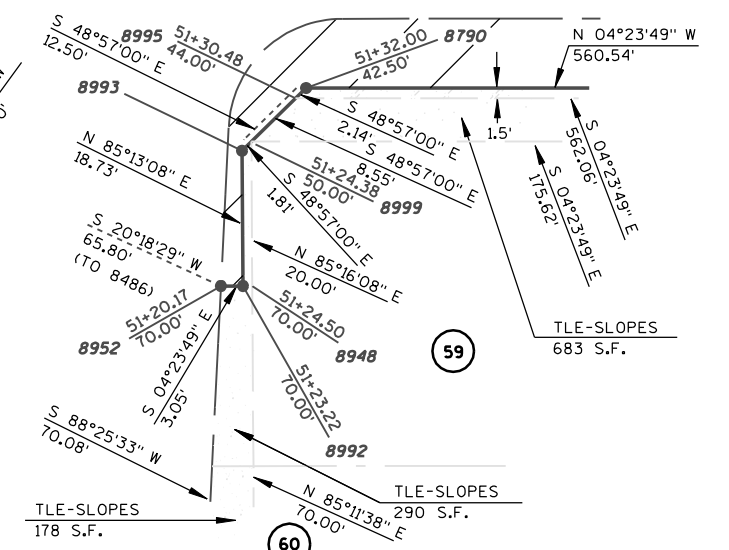 S 48°57'00" E
12.50'
8995
51+30.48
44.00'
51+32.00
42.50'
8790
N 04°23'49" W
560.54'
8993
S 48°57'00" E
2.14'
S 48°57'00" E
8.55'
1.5'
S 04°23'49" E
562.06'
S 04°23'49" E
175.62'
N 85°13'08" E
18.73'
51+24.38
50.00'
8999
S 48°57'00" E
1.81'
S 20°18'29" W
65.80'
(TO 8486)
N 85°16'08" E
20.00'
51+20.17
70.00'
8952
51+24.50
70.00'
8948
59
TLE-SLOPES
683 S.F.
S 04°23'49" E
3.05'
51+23.22
70.00'
8992
S 88°25'33" W
70.08'
TLE-SLOPES
290 S.F.
N 85°11'38" E
70.00'
TLE-SLOPES
178 S.F.
60